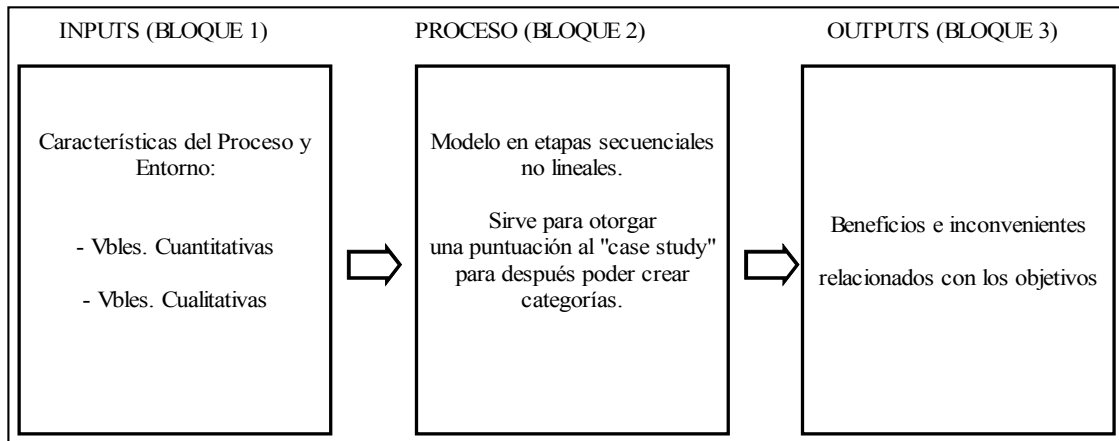 INPUTS (BLOQUE 1)
PROCESO (BLOQUE 2)
OUTPUTS (BLOQUE 3)
Características del Proceso y
Entorno:
- Vbles. Cuantitativas
- Vbles. Cualitativas
Modelo en etapas secuenciales
no lineales.
Sirve para otorgar
una puntuación al "case study"
para después poder crear
categorías.
Beneficios e inconvenientes
relacionados con los objetivos